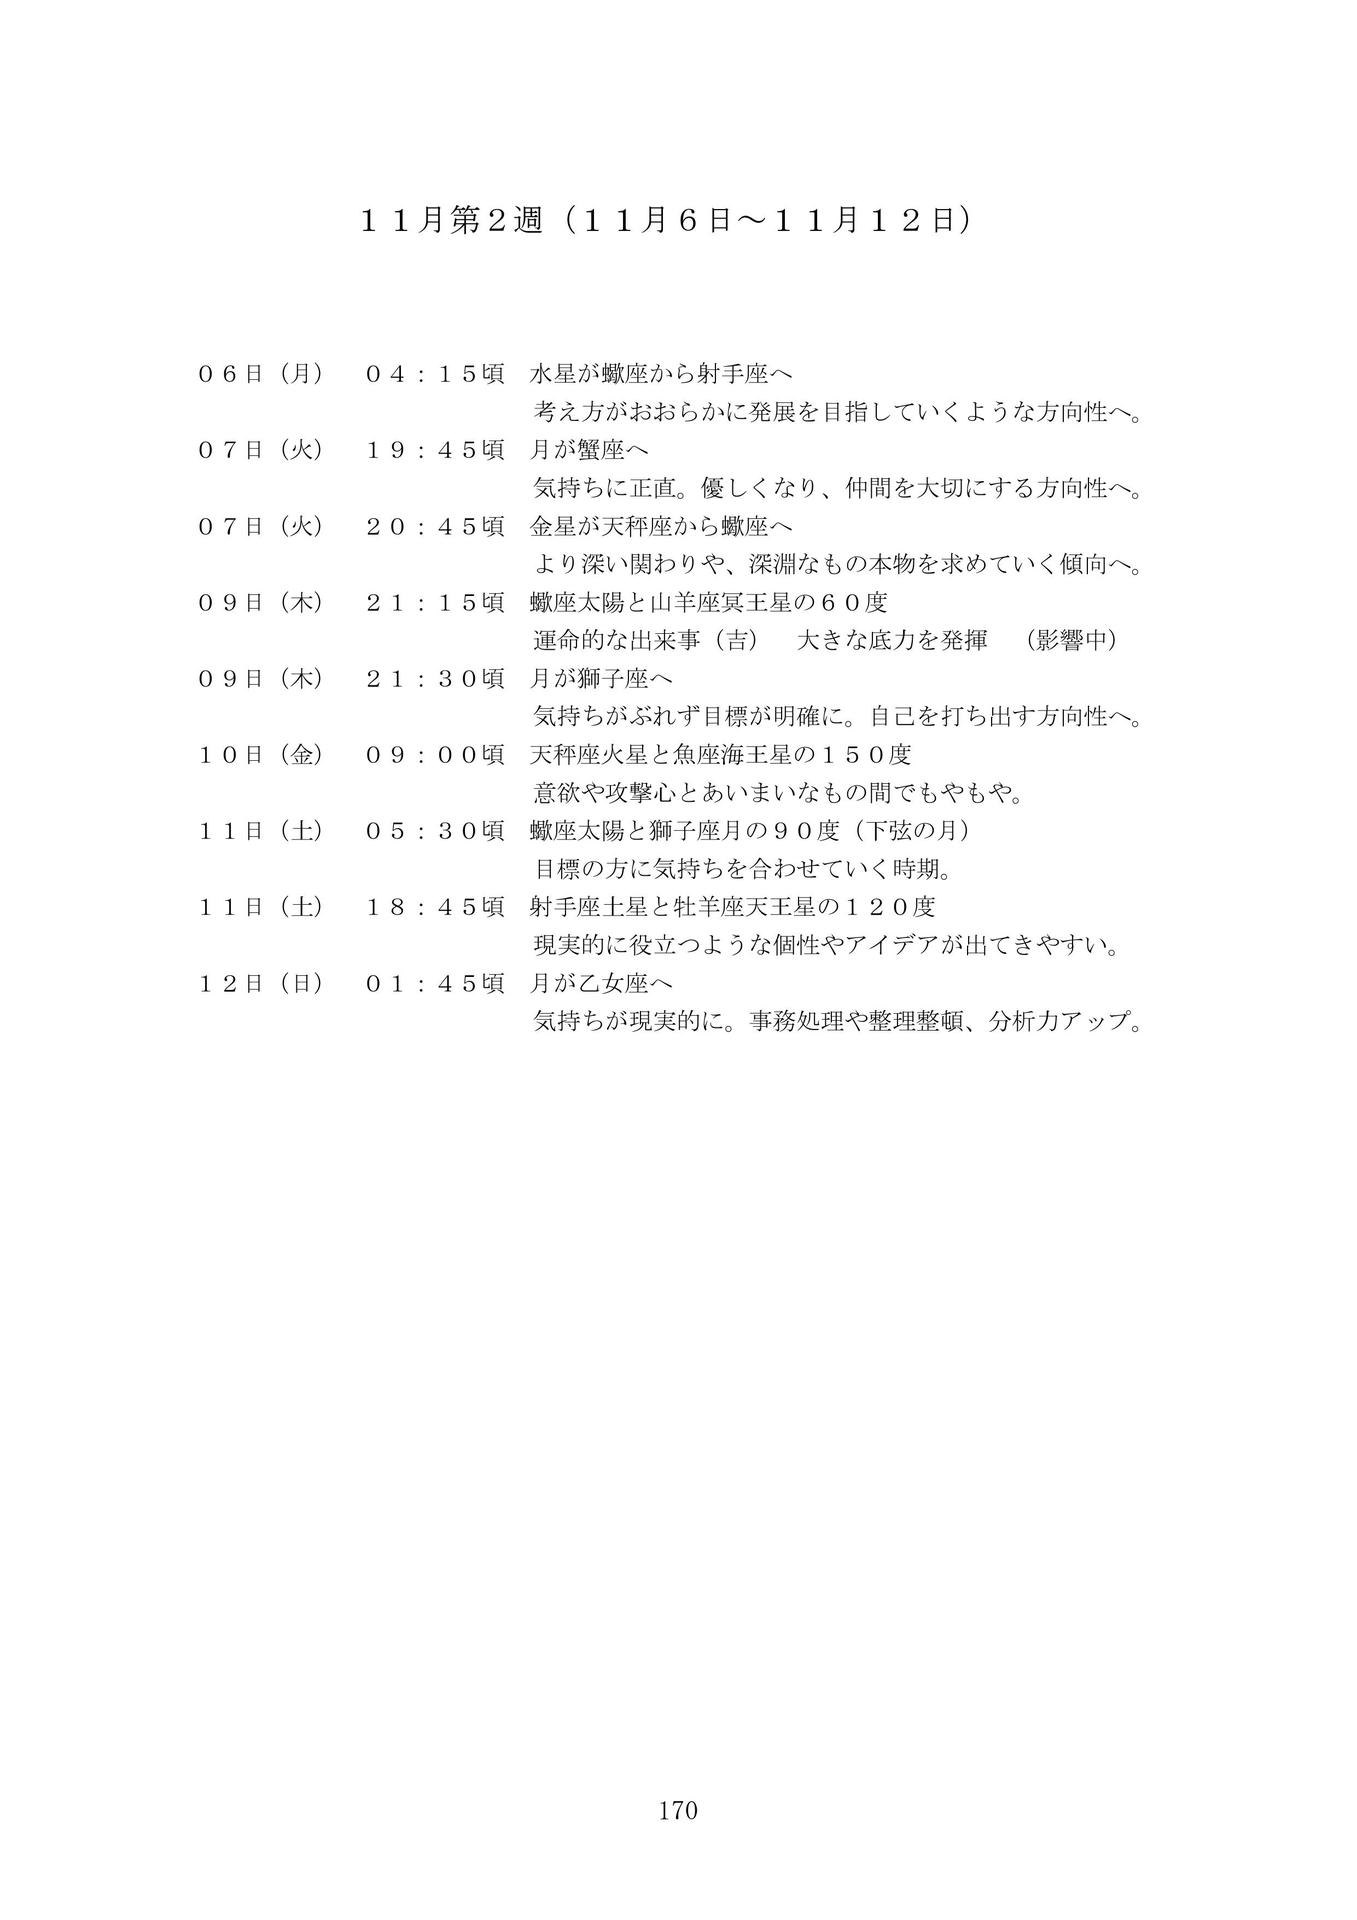 １１月第２週（１１月６日～１１月１２日）
０６日（月）　０４：１５頃　水星が蠍座から射手座へ
考え方がおおらかに発展を目指していくような方向性へ。
０７日（火）　１９：４５頃　月が蟹座へ
気持ちに正直。優しくなり、仲間を大切にする方向性へ。
０７日（火）　２０：４５頃　金星が天秤座から蠍座へ
より深い関わりや、深淵なもの本物を求めていく傾向へ。
０９日（木）　２１：１５頃　蠍座太陽と山羊座冥王星の６０度
運命的な出来事（吉）　大きな底力を発揮　（影響中）
０９日（木）　２１：３０頃　月が獅子座へ
気持ちがぶれず目標が明確に。自己を打ち出す方向性へ。
１０日（金）　０９：００頃　天秤座火星と魚座海王星の１５０度
意欲や攻撃心とあいまいなもの間でもやもや。
１１日（土）　０５：３０頃　蠍座太陽と獅子座月の９０度（下弦の月）
目標の方に気持ちを合わせていく時期。
１１日（土）　１８：４５頃　射手座土星と牡羊座天王星の１２０度
現実的に役立つような個性やアイデアが出てきやすい。
１２日（日）　０１：４５頃　月が乙女座へ
気持ちが現実的に。事務処理や整理整頓、分析力アップ。
170